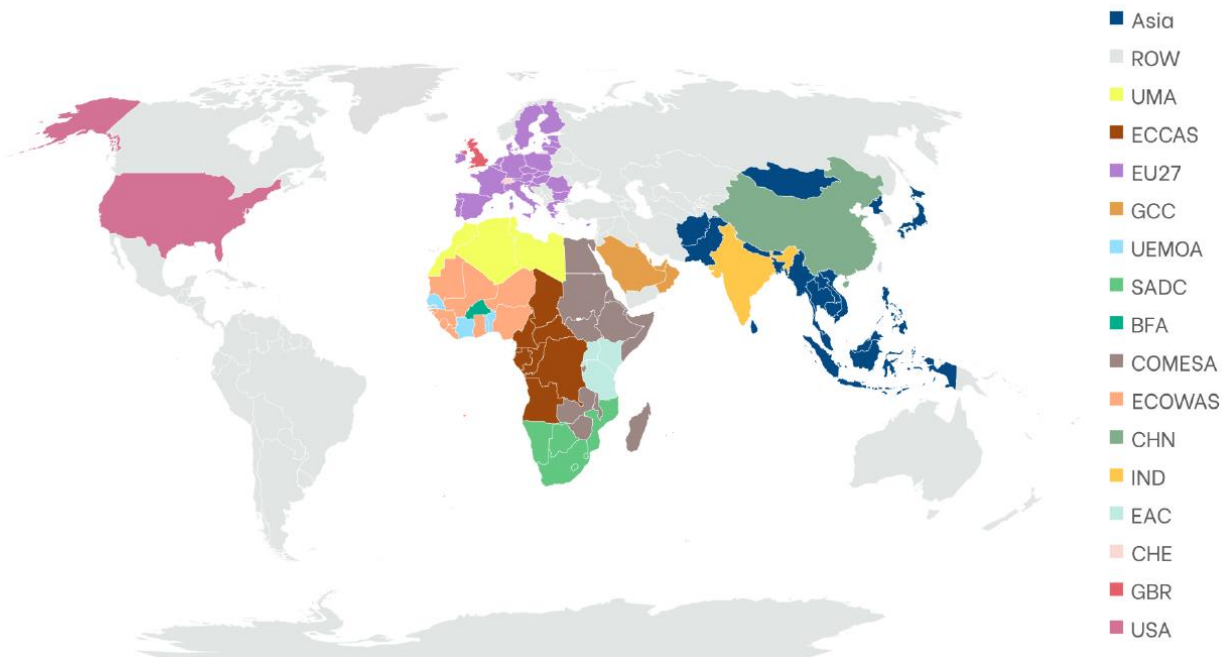 Asia
ROW
UMA
ECCAS
EU27
GCC
UEMOA
SADC
BFA
COMESA
ECOWAS
CHN
IND
EAC
CHE
GBR
USA